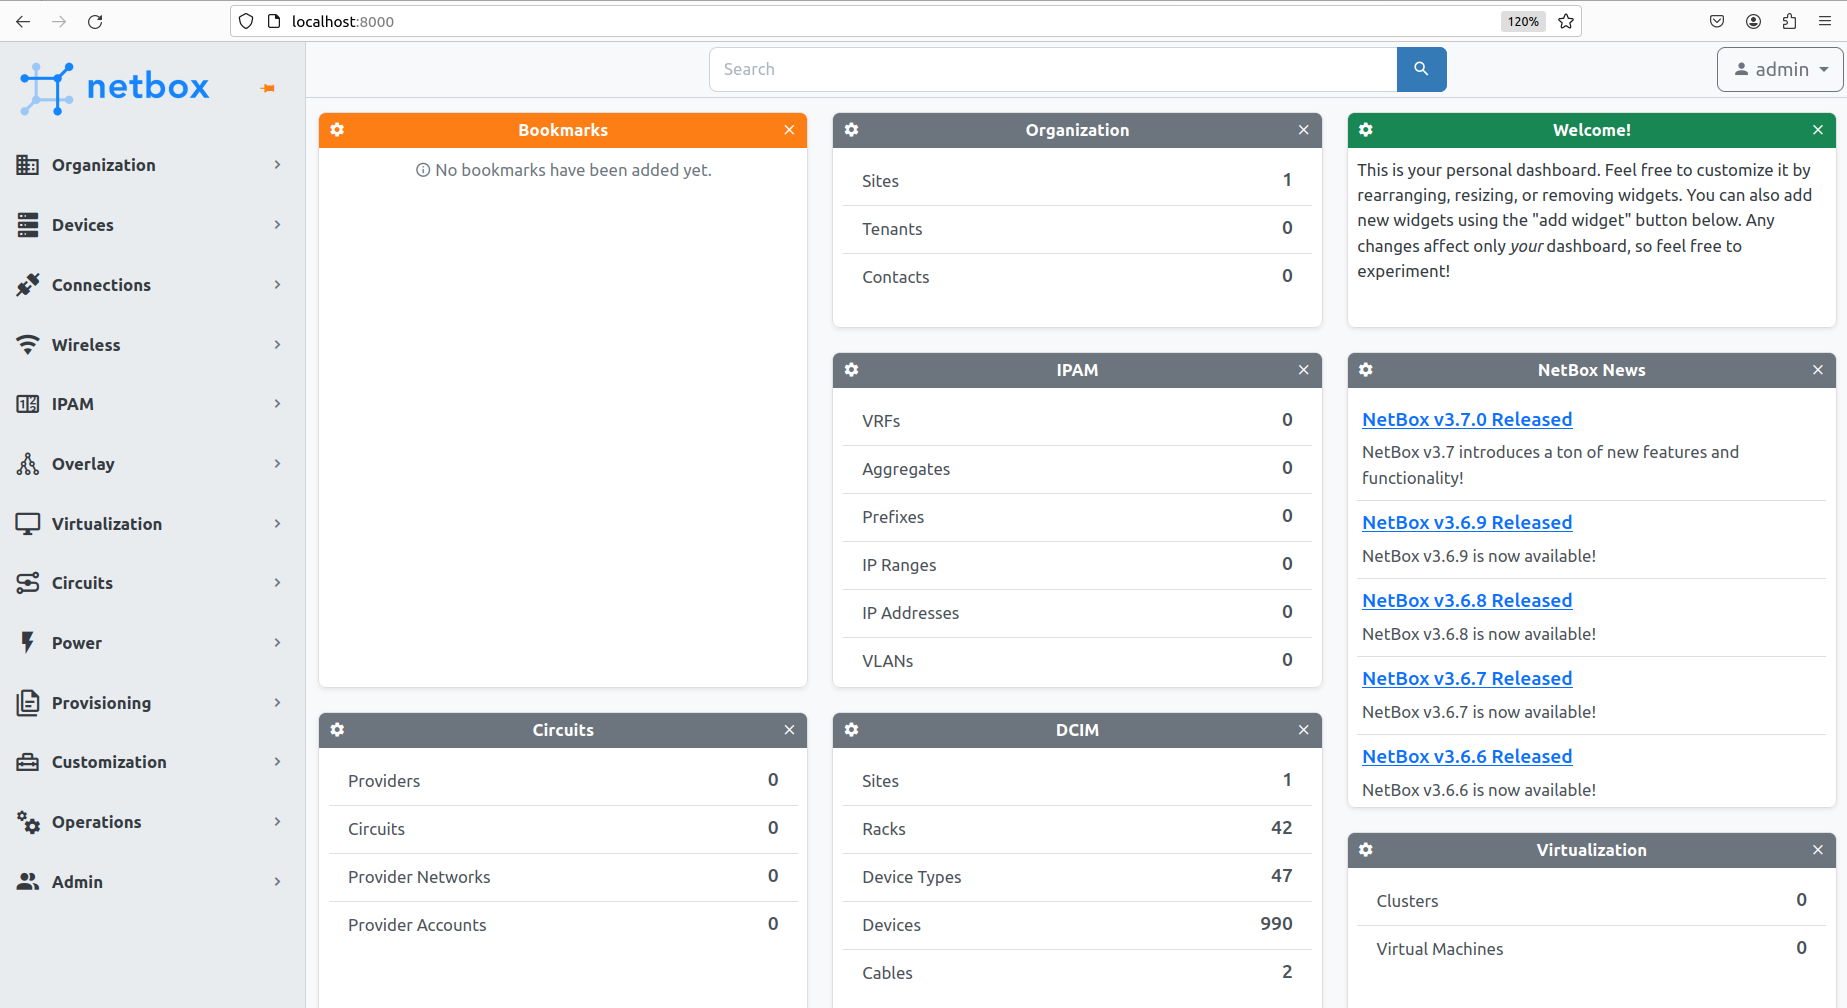 localhost:8000
120%
netbox
Search
admin
Organization
Devices
Connections
Wireless
IPAM
Overlay
Virtualization
Circuits
Power
Provisioning
Customization
Operations
Admin
Bookmarks
No bookmarks have been added yet.
Circuits
Providers 0
Circuits 0
Provider Networks 0
Provider Accounts 0
Organization
Sites 1
Tenants 0
Contacts 0
IPAM
VRFs 0
Aggregates 0
Prefixes 0
IP Ranges 0
IP Addresses 0
VLANs 0
DCIM
Sites 1
Racks 42
Device Types 47
Devices 990
Cables 2
Welcome!
This is your personal dashboard. Feel free to customize it by
rearranging, resizing, or removing widgets. You can also add
new widgets using the "add widget" button below. Any
changes affect only your dashboard, so feel free to
experiment!
NetBox News
NetBox v3.7.0 Released
NetBox v3.7 introduces a ton of new features and
functionality!
NetBox v3.6.9 Released
NetBox v3.6.9 is now available!
NetBox v3.6.8 Released
NetBox v3.6.8 is now available!
NetBox v3.6.7 Released
NetBox v3.6.7 is now available!
NetBox v3.6.6 Released
NetBox v3.6.6 is now available!
Virtualization
Clusters 0
Virtual Machines 0